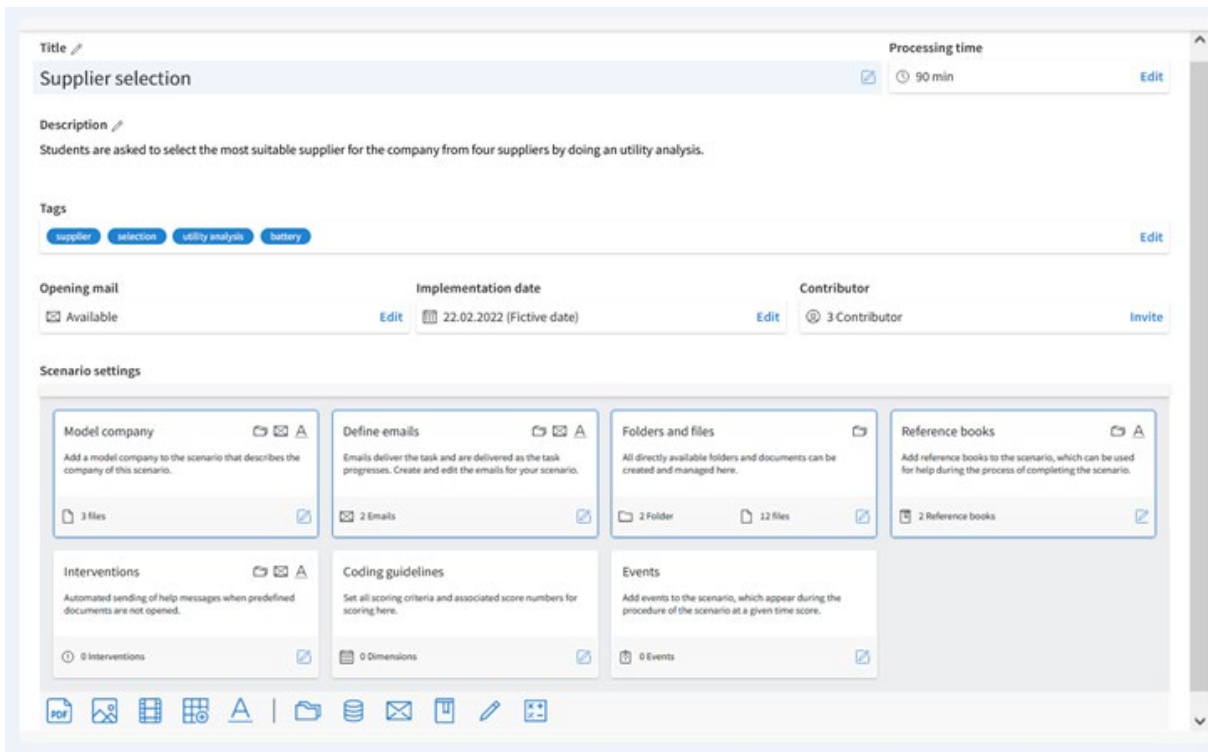 Title
Processing time
Supplier selection
90 min
Edit
Description
Students are asked to select the most suitable supplier for the company from four suppliers by doing an utility analysis.
Tags
supplier selection utility analysis battery
Edit
Opening mail
Implementation date
Contributor
Available
Edit
22.02.2022 (Fictive date)
Edit
3 Contributor
Invite
Scenario settings
Model company
Add a model company to the scenario that describes the
company of this scenario.
3 files
Define emails
Emails deliver the task and are delivered as the task
progresses. Create and edit the emails for your scenario.
2 Emails
Folders and files
All directly available folders and documents can be
created and managed here.
2 Folder
12 files
Reference books
Add reference books to the scenario, which can be used
for help during the process of completing the scenario.
2 Reference books
Interventions
Automated sending of help messages when predefined
documents are not opened.
0 Interventions
Coding guidelines
Set all scoring criteria and associated score numbers for
scoring here.
0 Dimensions
Events
Add events to the scenario, which appear during the
procedure of the scenario at a given time score.
0 Events
PDF